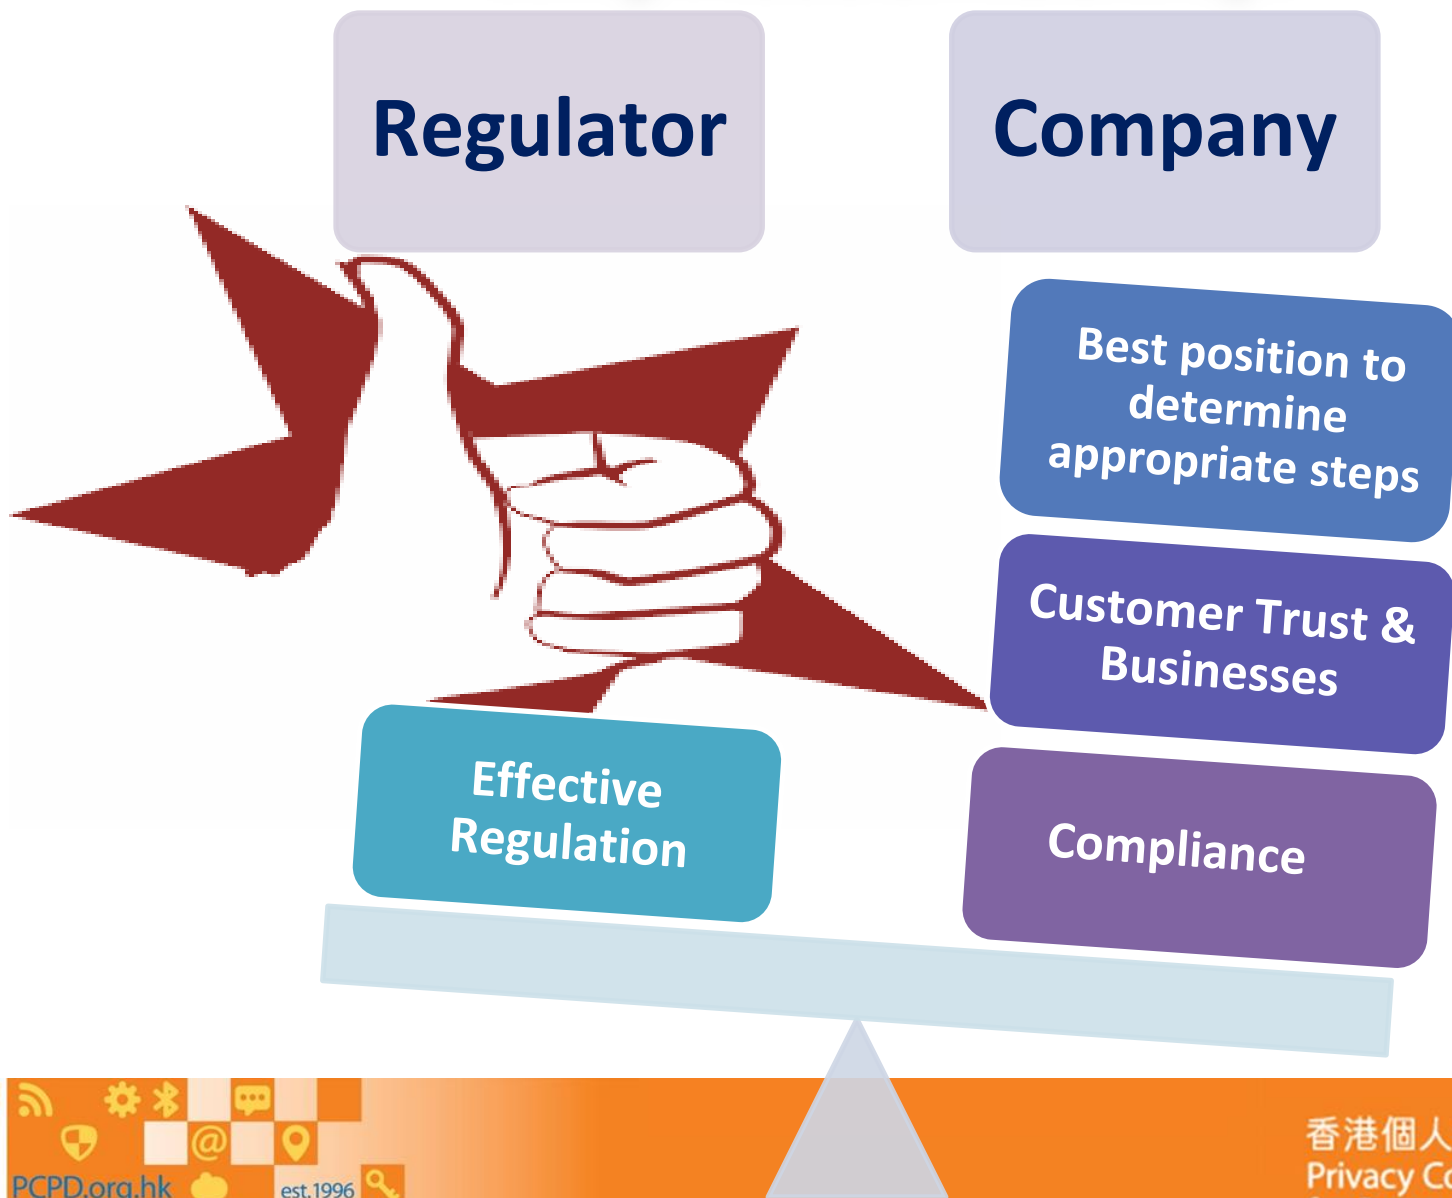 Regulator
Company
Best position to
determine
appropriate steps
Customer Trust &
Businesses
Effective
Regulation
Compliance
@
PCPD.org.hk
est.1996
香港個人
Privacy Co